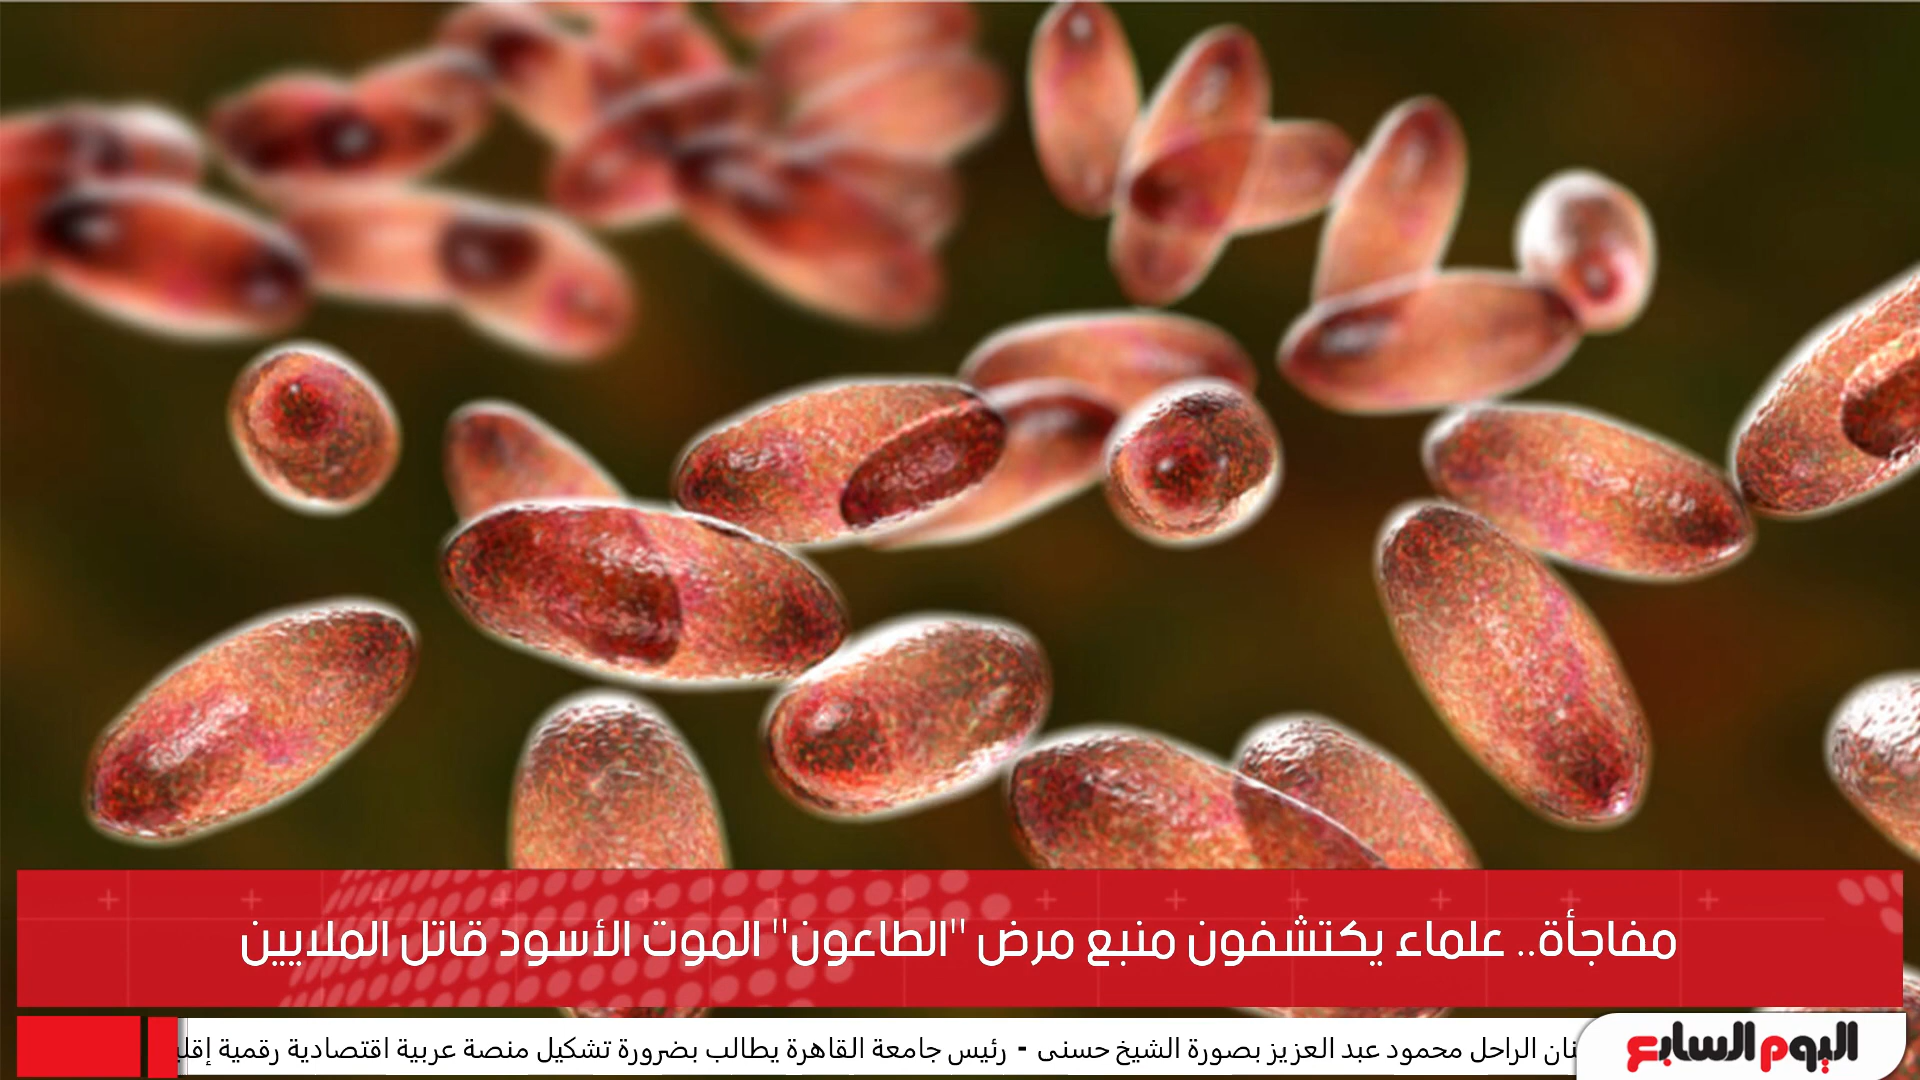 مفاجأة.. علماء يكتشفون منبع مرض "الطاعون" الموت الأسود قاتل الملايين
الراحل محمود عبد العزيز بصورة الشيخ حسنى - رئيس جامعة القاهرة يطالب بضرورة تشكيل منصة عربية اقتصادية رقمية
اليوم السابع